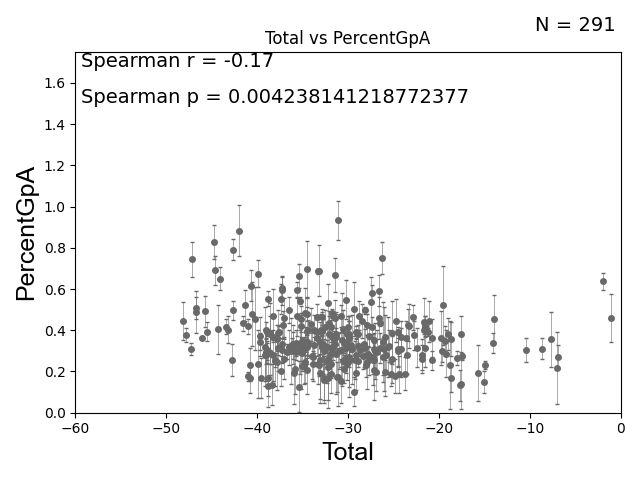 N = 291
Total vs PercentGpA
Spearman r = -0.17
Spearman p = 0.004238141218772377
PercentGpA
1.6
1.4
1.2
1.0
0.8
0.6
0.4
0.2
0.0
−60 −50 −40 −30 −20 −10 0
Total